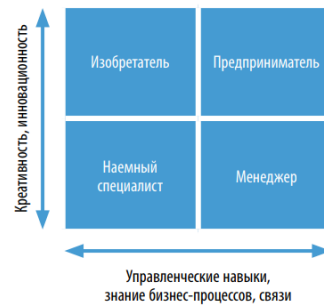 Креативность, инновационность
Изобретатель
Предприниматель
Наемный
специалист
Менеджер
Управленческие навыки,
знание бизнес-процессов, связи